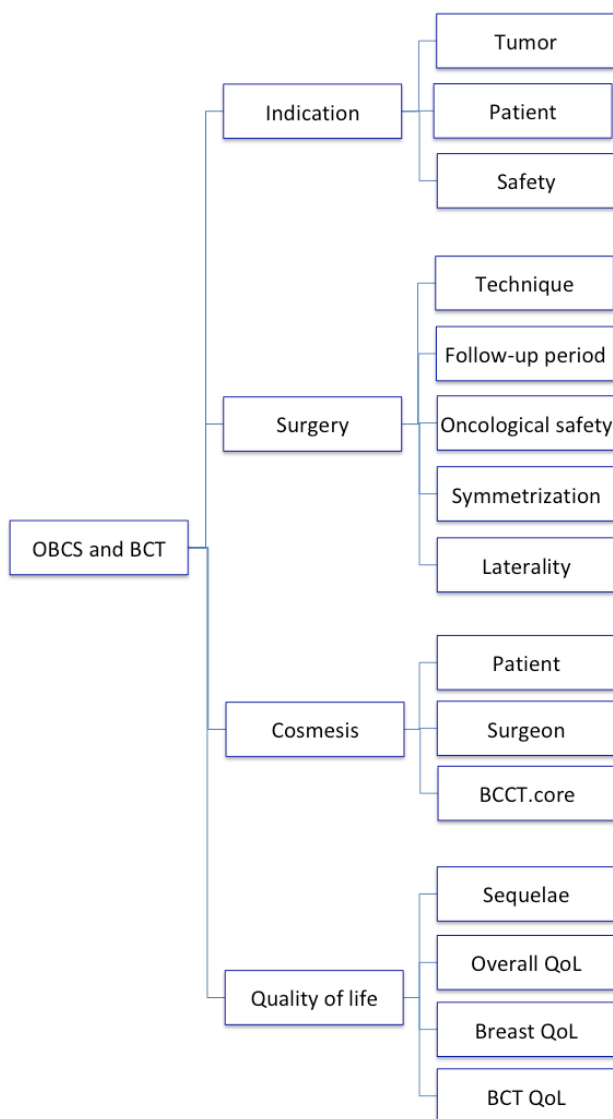 OBCS and BCT
Indication
Tumor
Patient
Safety
Surgery
Technique
Follow-up period
Oncological safety
Symmetrization
Laterality
Cosmesis
Patient
Surgeon
BCCT.core
Quality of life
Sequelae
Overall QoL
Breast QoL
BCT QoL